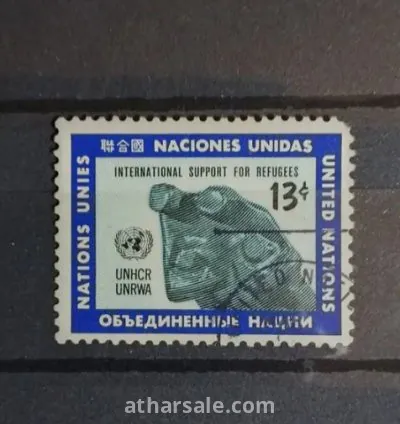 聯合國 NACIONES UNIDAS
NATIONS UNIES
UNITED NATIONS
INTERNATIONAL SUPPORT FOR REFUGEES
13¢
UNHCR
UNRWA
UNITED N
ОБЪЕДИНЕННЫЕ НАЦИИ
atharsale.com